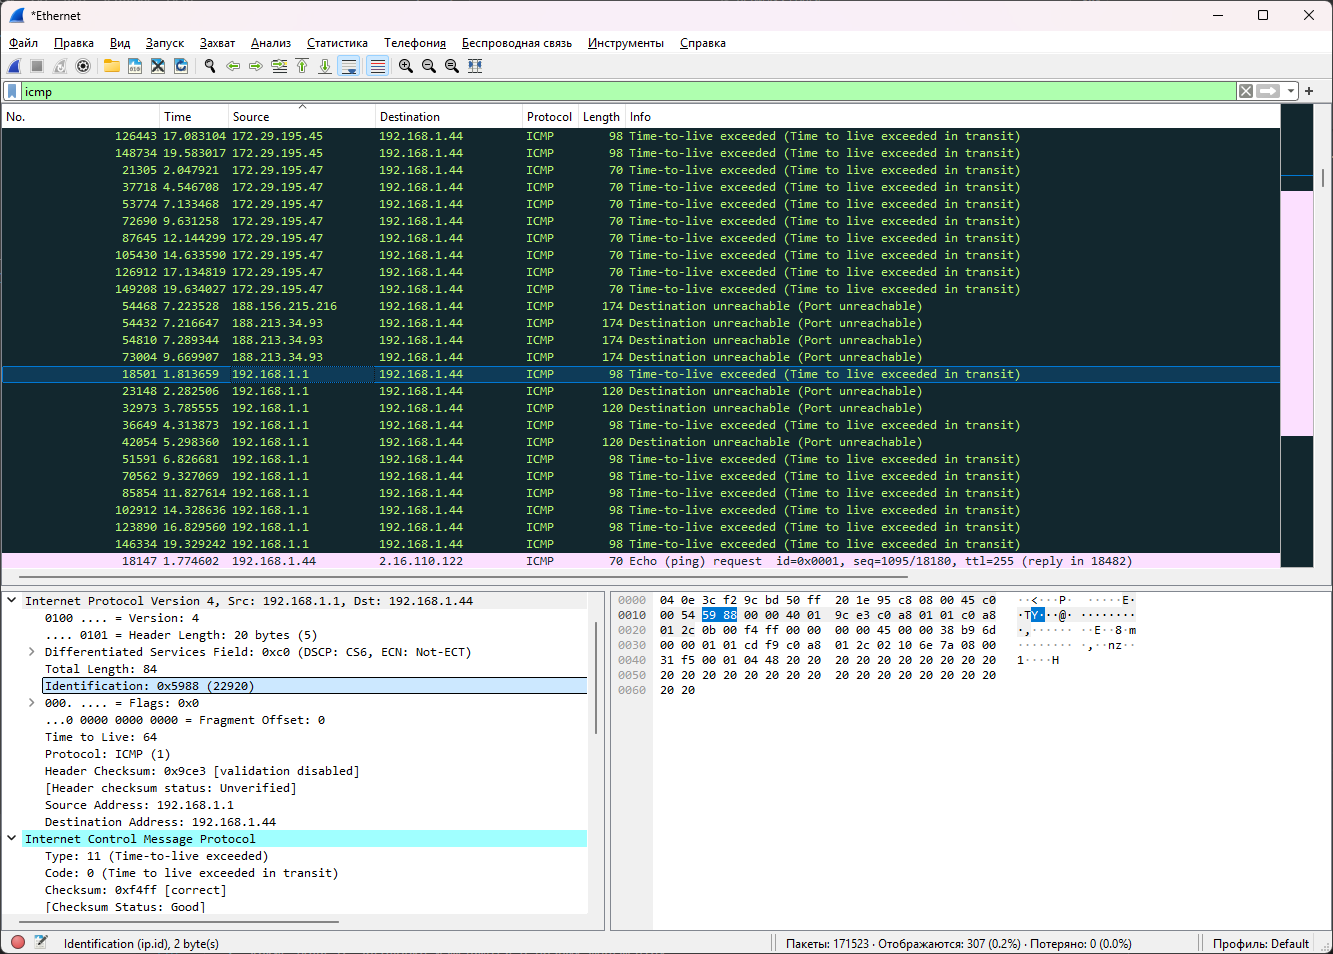 *Ethernet
Файл Правка Вид Запуск Захват Анализ Статистика Телефония Беспроводная связь Инструменты Справка
icmp
No. Time Source Destination Protocol Length Info
126443 17.083104 172.29.195.45 192.168.1.44 ICMP 98 Time-to-live exceeded (Time to live exceeded in transit)
148734 19.583017 172.29.195.45 192.168.1.44 ICMP 98 Time-to-live exceeded (Time to live exceeded in transit)
21305 2.047921 172.29.195.47 192.168.1.44 ICMP 70 Time-to-live exceeded (Time to live exceeded in transit)
37718 4.546708 172.29.195.47 192.168.1.44 ICMP 70 Time-to-live exceeded (Time to live exceeded in transit)
53774 7.133468 172.29.195.47 192.168.1.44 ICMP 70 Time-to-live exceeded (Time to live exceeded in transit)
72690 9.631258 172.29.195.47 192.168.1.44 ICMP 70 Time-to-live exceeded (Time to live exceeded in transit)
87645 12.144299 172.29.195.47 192.168.1.44 ICMP 70 Time-to-live exceeded (Time to live exceeded in transit)
105430 14.633590 172.29.195.47 192.168.1.44 ICMP 70 Time-to-live exceeded (Time to live exceeded in transit)
126912 17.134819 172.29.195.47 192.168.1.44 ICMP 70 Time-to-live exceeded (Time to live exceeded in transit)
149208 19.634027 172.29.195.47 192.168.1.44 ICMP 70 Time-to-live exceeded (Time to live exceeded in transit)
54468 7.223528 188.156.215.216 192.168.1.44 ICMP 174 Destination unreachable (Port unreachable)
54432 7.216647 188.213.34.93 192.168.1.44 ICMP 174 Destination unreachable (Port unreachable)
54810 7.289344 188.213.34.93 192.168.1.44 ICMP 174 Destination unreachable (Port unreachable)
73004 9.669907 188.213.34.93 192.168.1.44 ICMP 174 Destination unreachable (Port unreachable)
18501 1.813659 192.168.1.1 192.168.1.44 ICMP 98 Time-to-live exceeded (Time to live exceeded in transit)
23148 2.282506 192.168.1.1 192.168.1.44 ICMP 120 Destination unreachable (Port unreachable)
32973 3.785555 192.168.1.1 192.168.1.44 ICMP 120 Destination unreachable (Port unreachable)
36649 4.313873 192.168.1.1 192.168.1.44 ICMP 98 Time-to-live exceeded (Time to live exceeded in transit)
42054 5.298360 192.168.1.1 192.168.1.44 ICMP 120 Destination unreachable (Port unreachable)
51591 6.826681 192.168.1.1 192.168.1.44 ICMP 98 Time-to-live exceeded (Time to live exceeded in transit)
70562 9.327069 192.168.1.1 192.168.1.44 ICMP 98 Time-to-live exceeded (Time to live exceeded in transit)
85854 11.827614 192.168.1.1 192.168.1.44 ICMP 98 Time-to-live exceeded (Time to live exceeded in transit)
102912 14.328636 192.168.1.1 192.168.1.44 ICMP 98 Time-to-live exceeded (Time to live exceeded in transit)
123890 16.829560 192.168.1.1 192.168.1.44 ICMP 98 Time-to-live exceeded (Time to live exceeded in transit)
146334 19.329242 192.168.1.1 192.168.1.44 ICMP 98 Time-to-live exceeded (Time to live exceeded in transit)
18147 1.774602 192.168.1.44 2.16.110.122 ICMP 70 Echo (ping) request id=0x0001, seq=1095/18180, ttl=255 (reply in 18482)
Internet Protocol Version 4, Src: 192.168.1.1, Dst: 192.168.1.44
0100 .... = Version: 4
.... 0101 = Header Length: 20 bytes (5)
Differentiated Services Field: 0xc0 (DSCP: CS6, ECN: Not-ECT)
Total Length: 84
Identification: 0x5988 (22920)
000. .... = Flags: 0x0
...0 0000 0000 0000 = Fragment Offset: 0
Time to Live: 64
Protocol: ICMP (1)
Header Checksum: 0x9ce3 [validation disabled]
[Header checksum status: Unverified]
Source Address: 192.168.1.1
Destination Address: 192.168.1.44
Internet Control Message Protocol
Type: 11 (Time-to-live exceeded)
Code: 0 (Time to live exceeded in transit)
Checksum: 0xf4ff [correct]
[Checksum Status: Good]
0000 04 0e 3c f2 9c bd 50 ff 20 1e 95 c8 08 00 45 c0 ··<···P· ·····E·
0010 00 54 59 88 00 00 40 01 9c e3 c0 a8 01 01 c0 a8 ·TY···@· ········
0020 01 2c 0b 00 f4 ff 00 00 00 00 45 00 00 38 b9 6d ·,······ ··E··8·m
0030 00 00 01 01 cd f9 c0 a8 01 2c 02 10 6e 7a 08 00 ········ ·,··nz··
0040 31 f5 00 01 04 48 20 20 20 20 20 20 20 20 20 20 1····H
0050 20 20 20 20 20 20 20 20 20 20 20 20 20 20 20 20
0060 20 20
Identification (ip.id), 2 byte(s)
Пакеты: 171523 · Отображаются: 307 (0.2%) · Потеряно: 0 (0.0%)
Профиль: Default